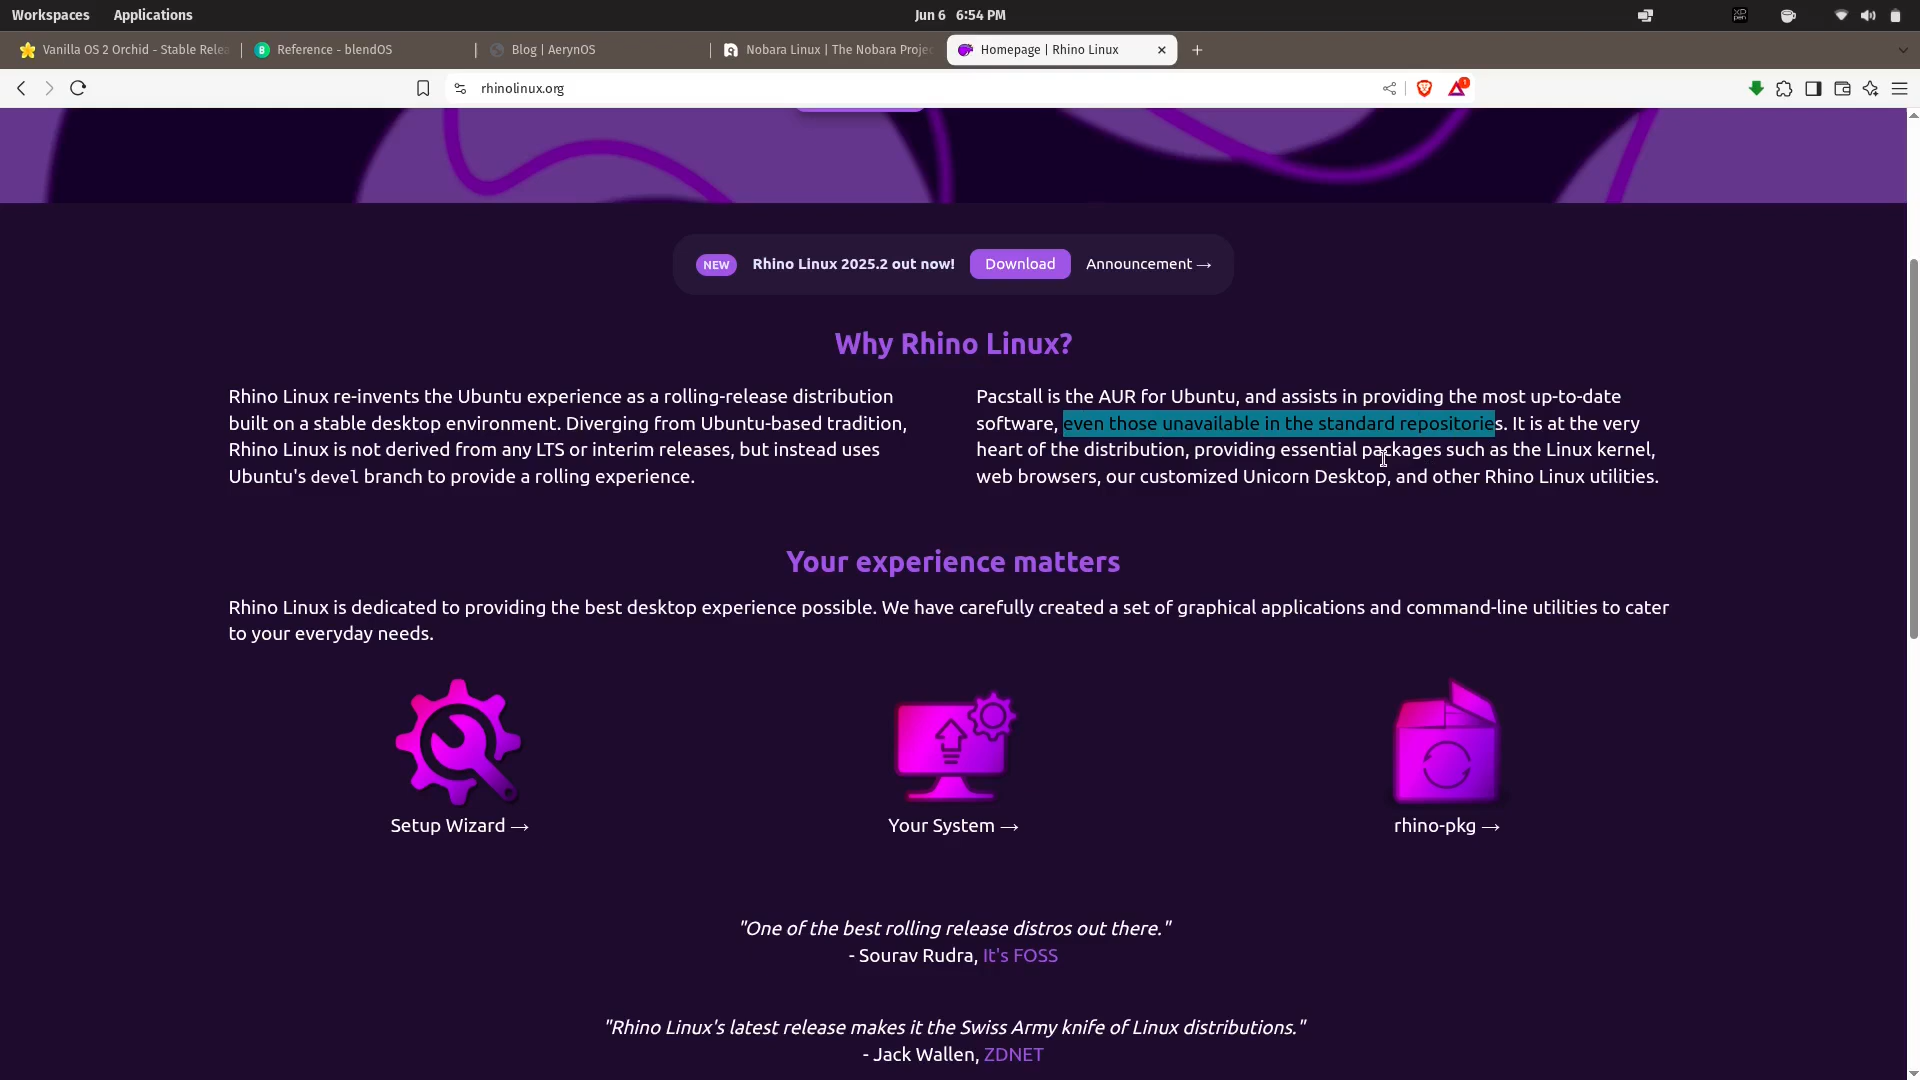 Workspaces Applications Jun 6 6:54 PM
Vanilla OS 2 Orchid - Stable Relea Reference - blendOS Blog | AerynOS Nobara Linux | The Nobara Projec Homepage | Rhino Linux
rhinolinux.org
NEW Rhino Linux 2025.2 out now! Download Announcement →
Why Rhino Linux?
Rhino Linux re-invents the Ubuntu experience as a rolling-release distribution
built on a stable desktop environment. Diverging from Ubuntu-based tradition,
Rhino Linux is not derived from any LTS or interim releases, but instead uses
Ubuntu's devel branch to provide a rolling experience.
Pacstall is the AUR for Ubuntu, and assists in providing the most up-to-date
software, even those unavailable in the standard repositories. It is at the very
heart of the distribution, providing essential packages such as the Linux kernel,
web browsers, our customized Unicorn Desktop, and other Rhino Linux utilities.
Your experience matters
Rhino Linux is dedicated to providing the best desktop experience possible. We have carefully created a set of graphical applications and command-line utilities to cater
to your everyday needs.
Setup Wizard → Your System → rhino-pkg →
"One of the best rolling release distros out there."
- Sourav Rudra, It's FOSS
"Rhino Linux's latest release makes it the Swiss Army knife of Linux distributions."
- Jack Wallen, ZDNET